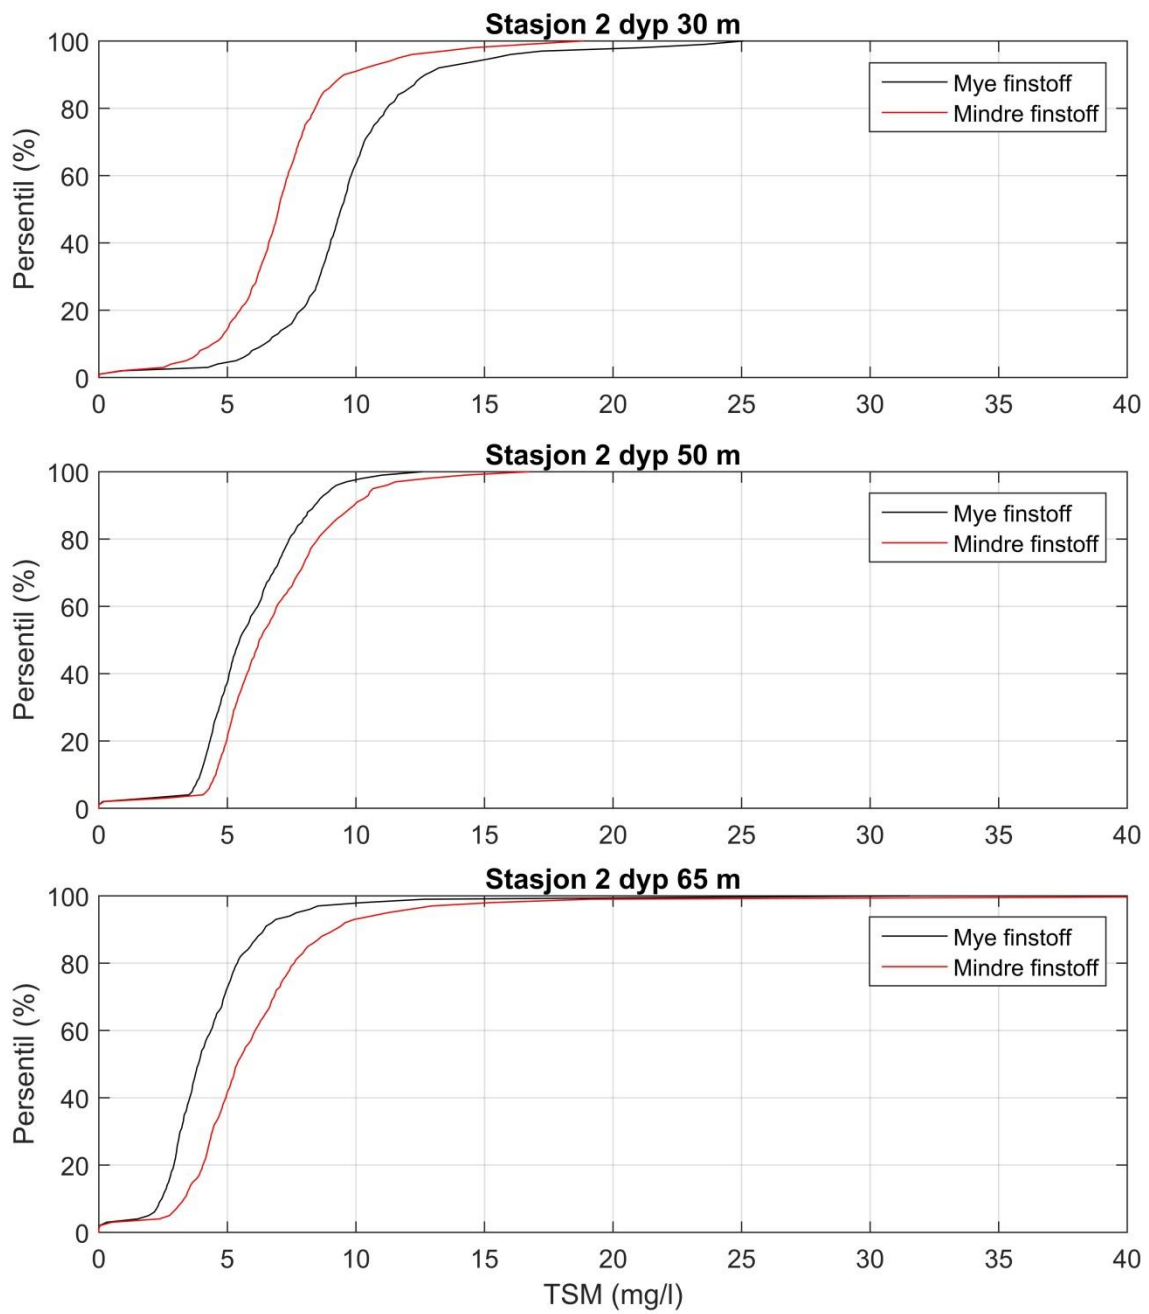 Stasjon 2 dyp 30 m
100
80
60
40
20
0
Persentil (%)
Mye finstoff
Mindre finstoff
0 5 10 15 20 25 30 35 40
Stasjon 2 dyp 50 m
100
80
60
40
20
0
Persentil (%)
Mye finstoff
Mindre finstoff
0 5 10 15 20 25 30 35 40
Stasjon 2 dyp 65 m
100
80
60
40
20
0
Persentil (%)
Mye finstoff
Mindre finstoff
0 5 10 15 20 25 30 35 40
TSM (mg/l)